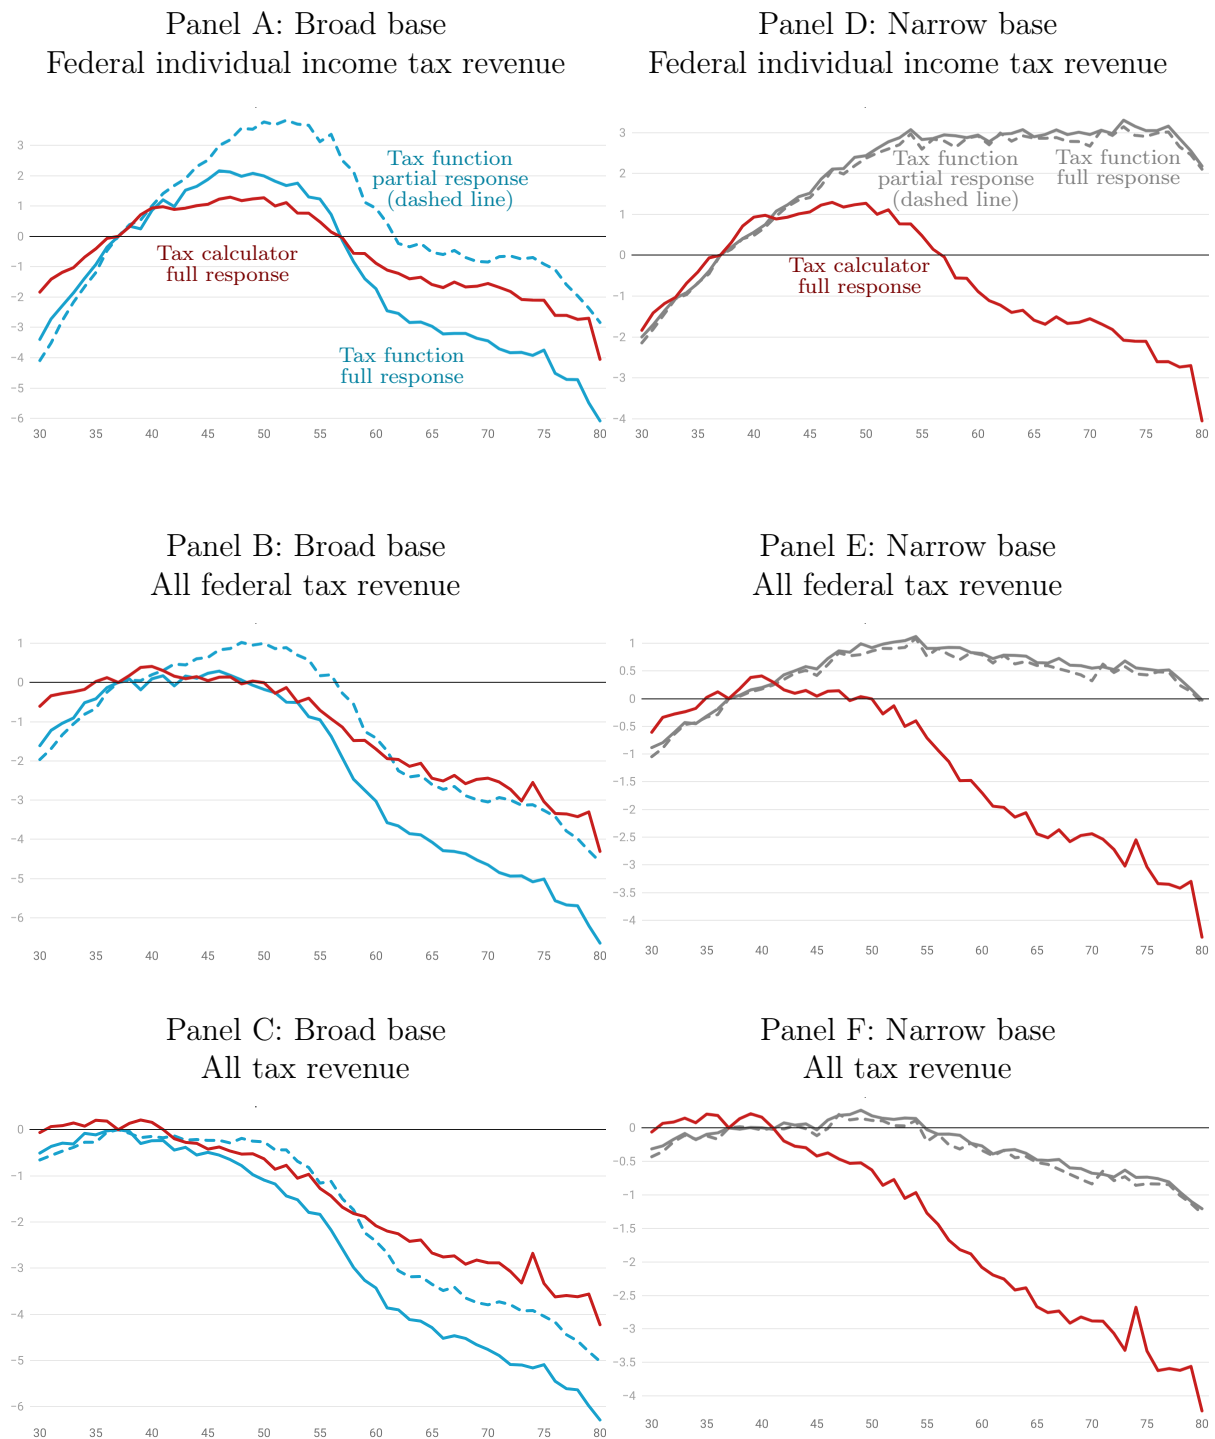 Panel A: Broad base
Federal individual income tax revenue
3
2
1
0
−1
−2
−3
−4
−5
−6
Tax function
partial response
(dashed line)
Tax calculator
full response
Tax function
full response
30 35 40 45 50 55 60 65 70 75 80
Panel D: Narrow base
Federal individual income tax revenue
3
2
1
0
−1
−2
−3
−4
Tax function
partial response
(dashed line)
Tax function
full response
Tax calculator
full response
30 35 40 45 50 55 60 65 70 75 80
Panel B: Broad base
All federal tax revenue
1
0
−1
−2
−3
−4
−5
−6
30 35 40 45 50 55 60 65 70 75 80
Panel E: Narrow base
All federal tax revenue
1
0.5
0
−0.5
−1
−1.5
−2
−2.5
−3
−3.5
−4
30 35 40 45 50 55 60 65 70 75 80
Panel C: Broad base
All tax revenue
0
−1
−2
−3
−4
−5
−6
30 35 40 45 50 55 60 65 70 75 80
Panel F: Narrow base
All tax revenue
0
−0.5
−1
−1.5
−2
−2.5
−3
−3.5
−4
30 35 40 45 50 55 60 65 70 75 80